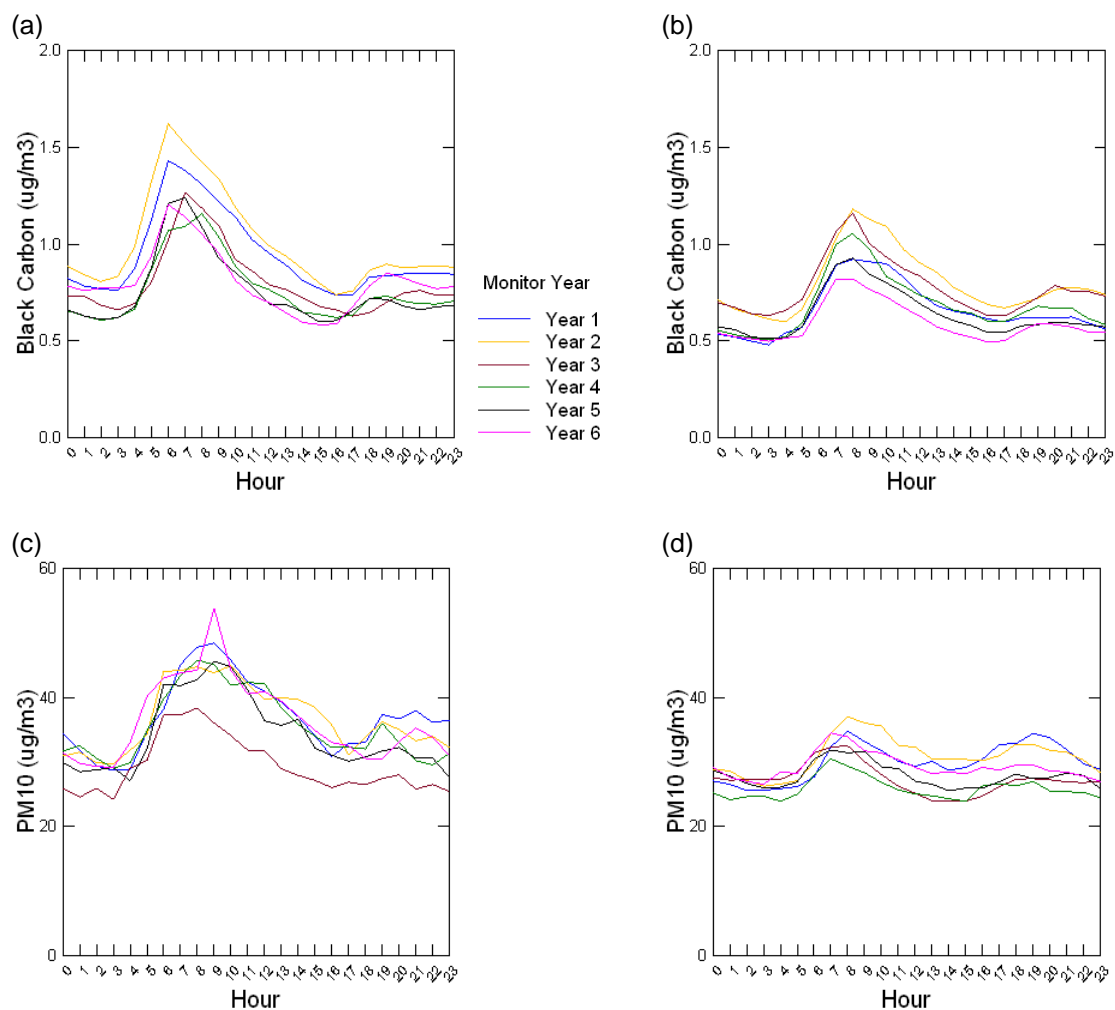 (a)
(b)
2.0
1.5
1.0
0.5
0.0
Black Carbon (ug/m3)
0 1 2 3 4 5 6 7 8 9 10 11 12 13 14 15 16 17 18 19 20 21 22 23
Hour
Monitor Year
Year 1
Year 2
Year 3
Year 4
Year 5
Year 6
2.0
1.5
1.0
0.5
0.0
Black Carbon (ug/m3)
0 1 2 3 4 5 6 7 8 9 10 11 12 13 14 15 16 17 18 19 20 21 22 23
Hour
(c)
(d)
60
40
20
0
PM10 (ug/m3)
0 1 2 3 4 5 6 7 8 9 10 11 12 13 14 15 16 17 18 19 20 21 22 23
Hour
60
40
20
0
PM10 (ug/m3)
0 1 2 3 4 5 6 7 8 9 10 11 12 13 14 15 16 17 18 19 20 21 22 23
Hour